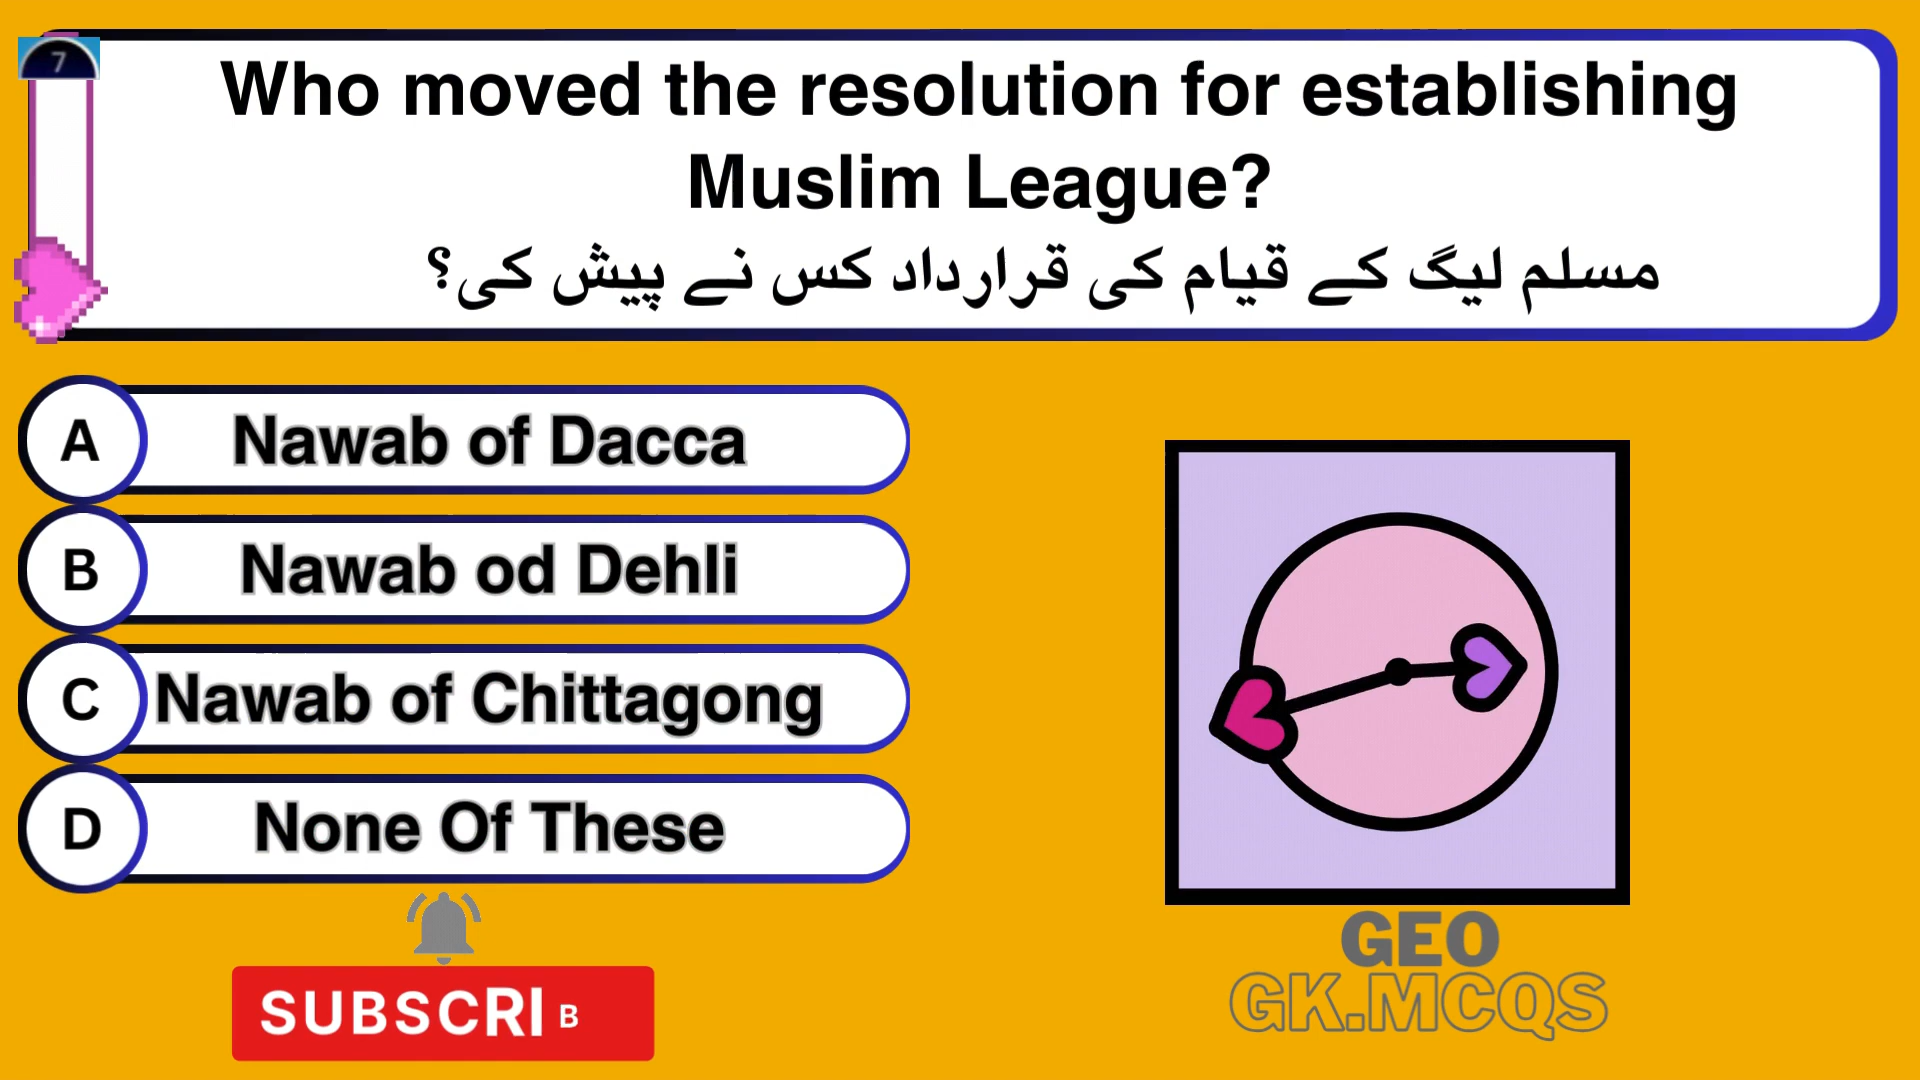 7
Who moved the resolution for establishing
Muslim League?
مسلم لیگ کے قیام کی قرارداد کس نے پیش کی؟
A
Nawab of Dacca
B
Nawab od Dehli
C
Nawab of Chittagong
D
None Of These
SUBSCRI B
GEO
GK.MCQS